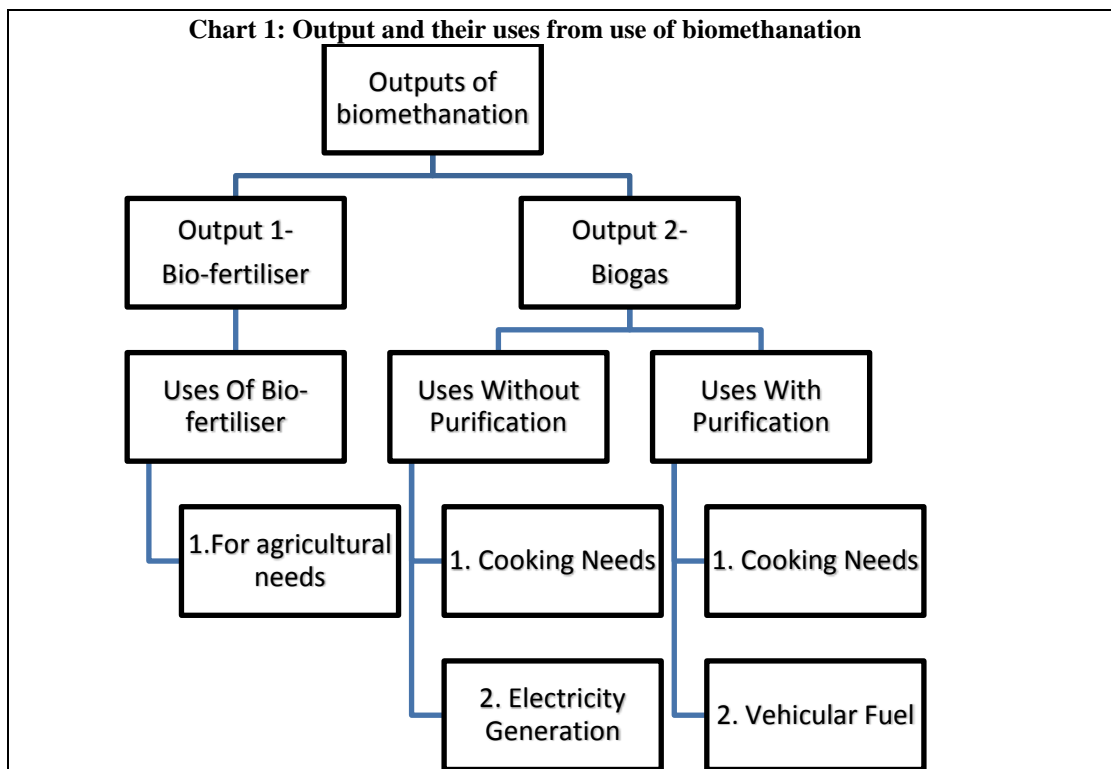 Chart 1: Output and their uses from use of biomethanation
Outputs of
biomethanation
Output 1-
Bio-fertiliser
Output 2-
Biogas
Uses Of Bio-
fertiliser
Uses Without
Purification
Uses With
Purification
1.For agricultural
needs
1. Cooking Needs
1. Cooking Needs
2. Electricity
Generation
2. Vehicular Fuel